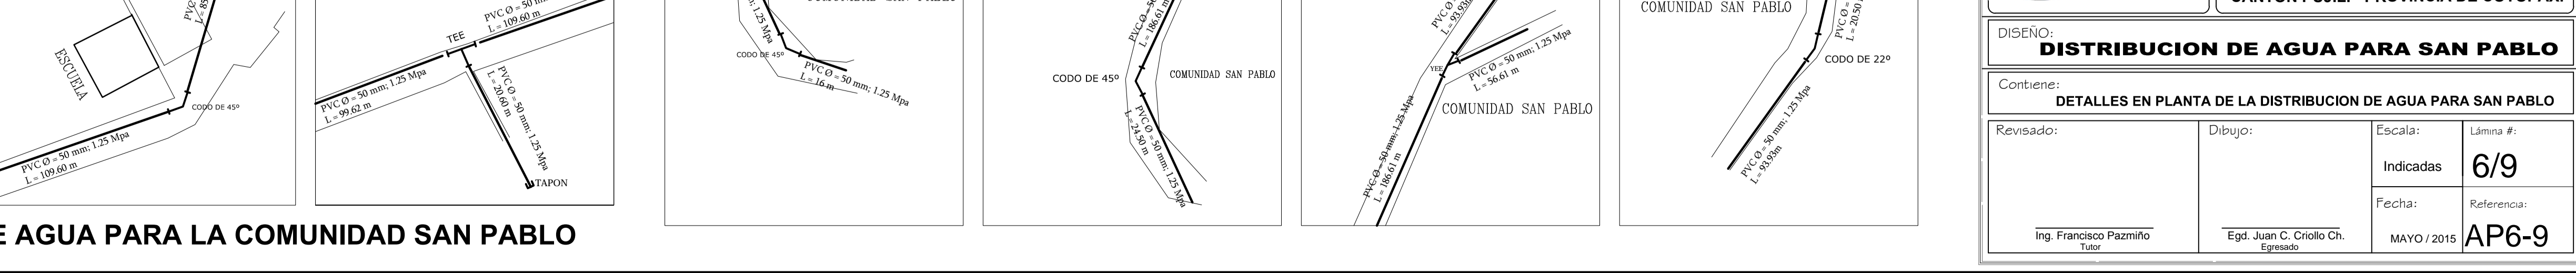 ESCUELA
PVC Ø = 50 mm; 1.25 Mpa
L = 109.60 m
CODO DE 45º
L = 109.60 m
TEE
PVC Ø = 50 mm; 1.25 Mpa
L = 99.62 m
PVC Ø = 50 mm; 1.25 Mpa
L = 20.60 m
TAPON
CODO DE 45º
PVC Ø = 50 mm; 1.25 Mpa
L = 16 m
L = 186.61 m
CODO DE 45º
COMUNIDAD SAN PABLO
PVC Ø = 50 mm; 1.25 Mpa
L = 24.50 m
L = 93.93m
YEE
PVC Ø = 50 mm; 1.25 Mpa
L = 56.61 m
COMUNIDAD SAN PABLO
PVC Ø = 50 mm; 1.25 Mpa
L = 186.61 m
COMUNIDAD SAN PABLO
L = 20.50
CODO DE 22º
PVC Ø = 50 mm; 1.25 Mpa
L = 93.93m
E AGUA PARA LA COMUNIDAD SAN PABLO
DISEÑO:
DISTRIBUCION DE AGUA PARA SAN PABLO
Contiene:
DETALLES EN PLANTA DE LA DISTRIBUCION DE AGUA PARA SAN PABLO
Revisado:
Ing. Francisco Pazmiño
Tutor
Dibujo:
Egd. Juan C. Criollo Ch.
Egresado
Escala:
Indicadas
Lámina #:
6/9
Fecha:
MAYO / 2015
Referencia:
AP6-9